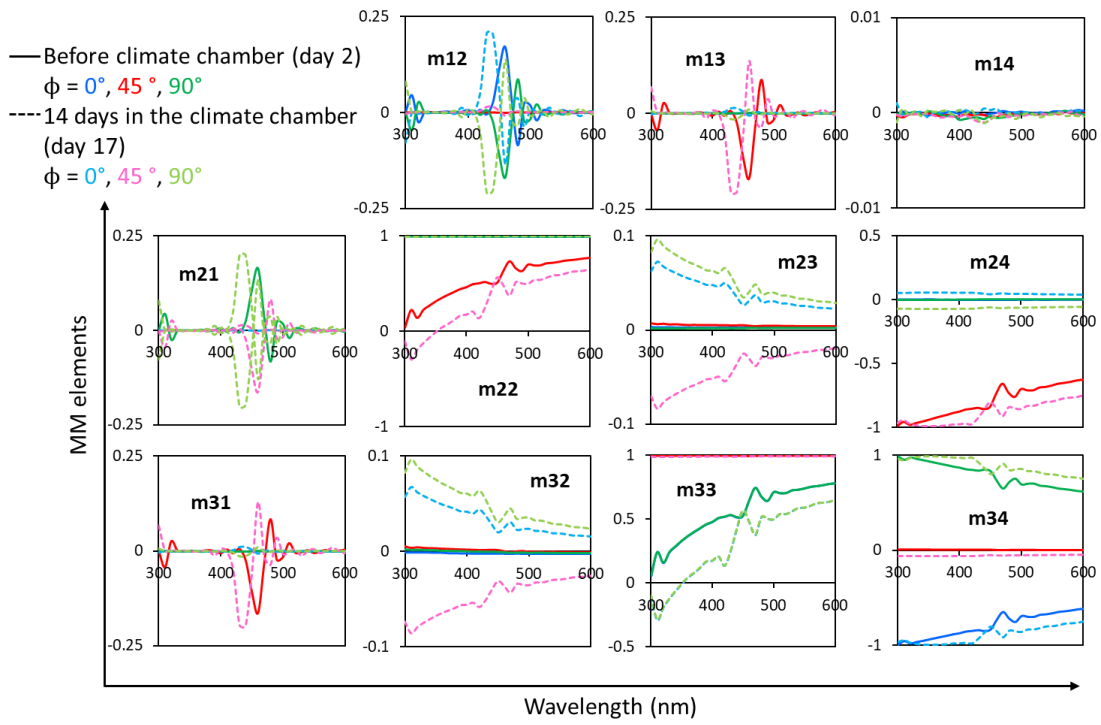 Before climate chamber (day 2)
ϕ = 0°, 45 °, 90°
14 days in the climate chamber
(day 17)
ϕ = 0°, 45 °, 90°
0.25
0
-0.25
300 400 500 600
m12
0.25
0
-0.25
300 400 500 600
m13
0.01
0
-0.01
300 400 500 600
m14
0.25
0
-0.25
300 400 500 600
m21
1
0
-1
300 400 500 600
m22
0.1
0
-0.1
300 400 500 600
m23
0.5
0
-0.5
-1
300 400 500 600
m24
0.25
0
-0.25
300 400 500 600
m31
0.1
0
-0.1
300 400 500 600
m32
1
0.5
0
-0.5
300 400 500 600
m33
1
0
-1
300 400 500 600
m34
MM elements
Wavelength (nm)